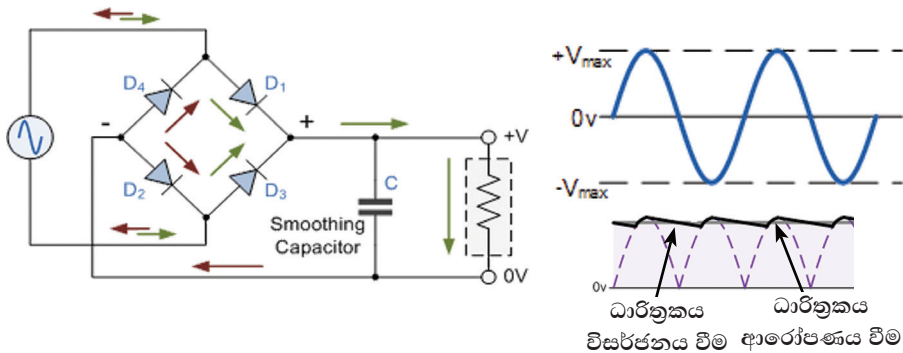 D4
D1
-
+
D2
D3
C
Smoothing
Capacitor
+V
0V
+Vmax
0v
-Vmax
0v
ධාරිත්‍රකය
විසර්ජනය වීම
ධාරිත්‍රකය
ආරෝපණය වීම